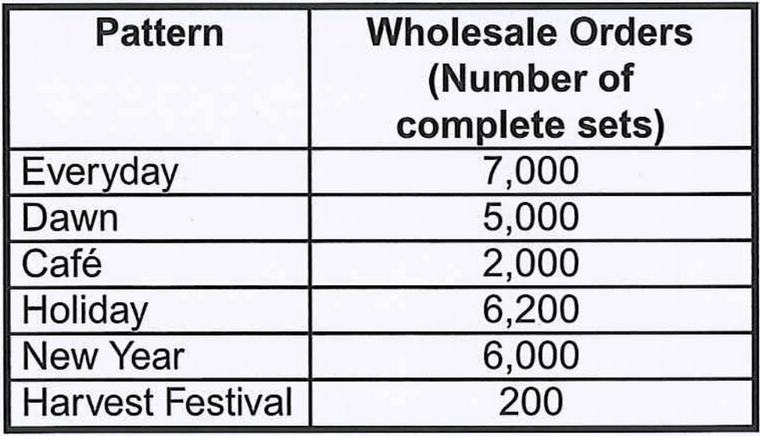 Pattern Wholesale Orders
(Number of
complete sets)
Everyday 7,000
Dawn 5,000
Café 2,000
Holiday 6,200
New Year 6,000
Harvest Festival 200